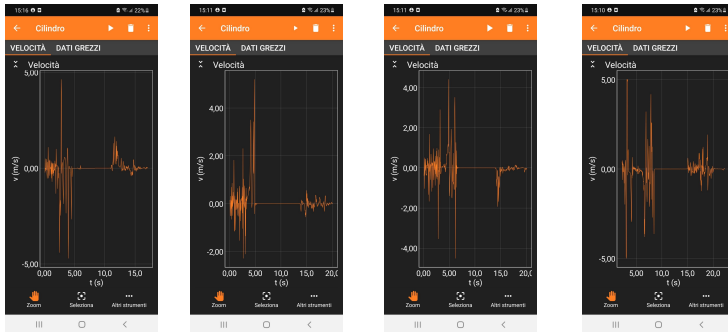 15:16 22%
← Cilindro
VELOCITÀ DATI GREZZI
Velocità
5,00
0,00
-5,00
v (m/s)
0,00 5,00 10,00 15,0
t (s)
Zoom Seleziona Altri strumenti
15:11 23%
← Cilindro
VELOCITÀ DATI GREZZI
Velocità
4,00
2,00
0,00
-2,00
v (m/s)
0,00 5,00 10,00 15,00 20,0
t (s)
Zoom Seleziona Altri strumenti
15:11 23%
← Cilindro
VELOCITÀ DATI GREZZI
Velocità
4,00
2,00
0,00
-2,00
-4,00
v (m/s)
0,00 5,00 10,00 15,00 20,0
t (s)
Zoom Seleziona Altri strumenti
15:10 23%
← Cilindro
VELOCITÀ DATI GREZZI
Velocità
5,00
0,00
-5,00
v (m/s)
5,00 10,00 15,0 20,0
t (s)
Zoom Seleziona Altri strumenti